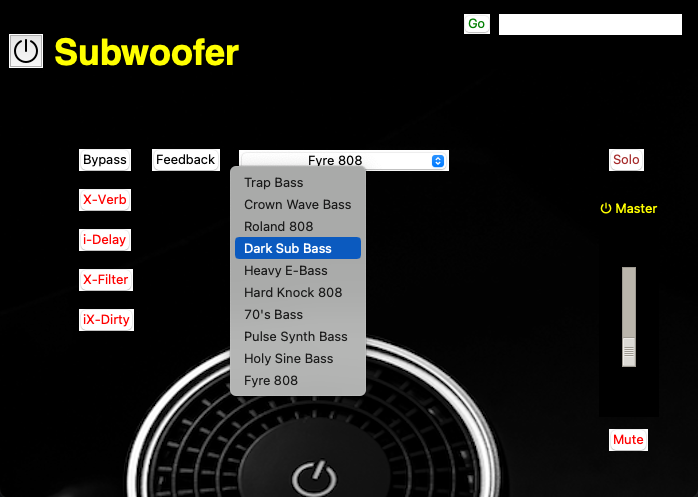 Go
Subwoofer
Bypass
Feedback
Fyre 808
Solo
Trap Bass
X-Verb
Crown Wave Bass
Master
Roland 808
i-Delay
Dark Sub Bass
Heavy E-Bass
X-Filter
Hard Knock 808
70's Bass
iX-Dirty
Pulse Synth Bass
Holy Sine Bass
Fyre 808
Mute